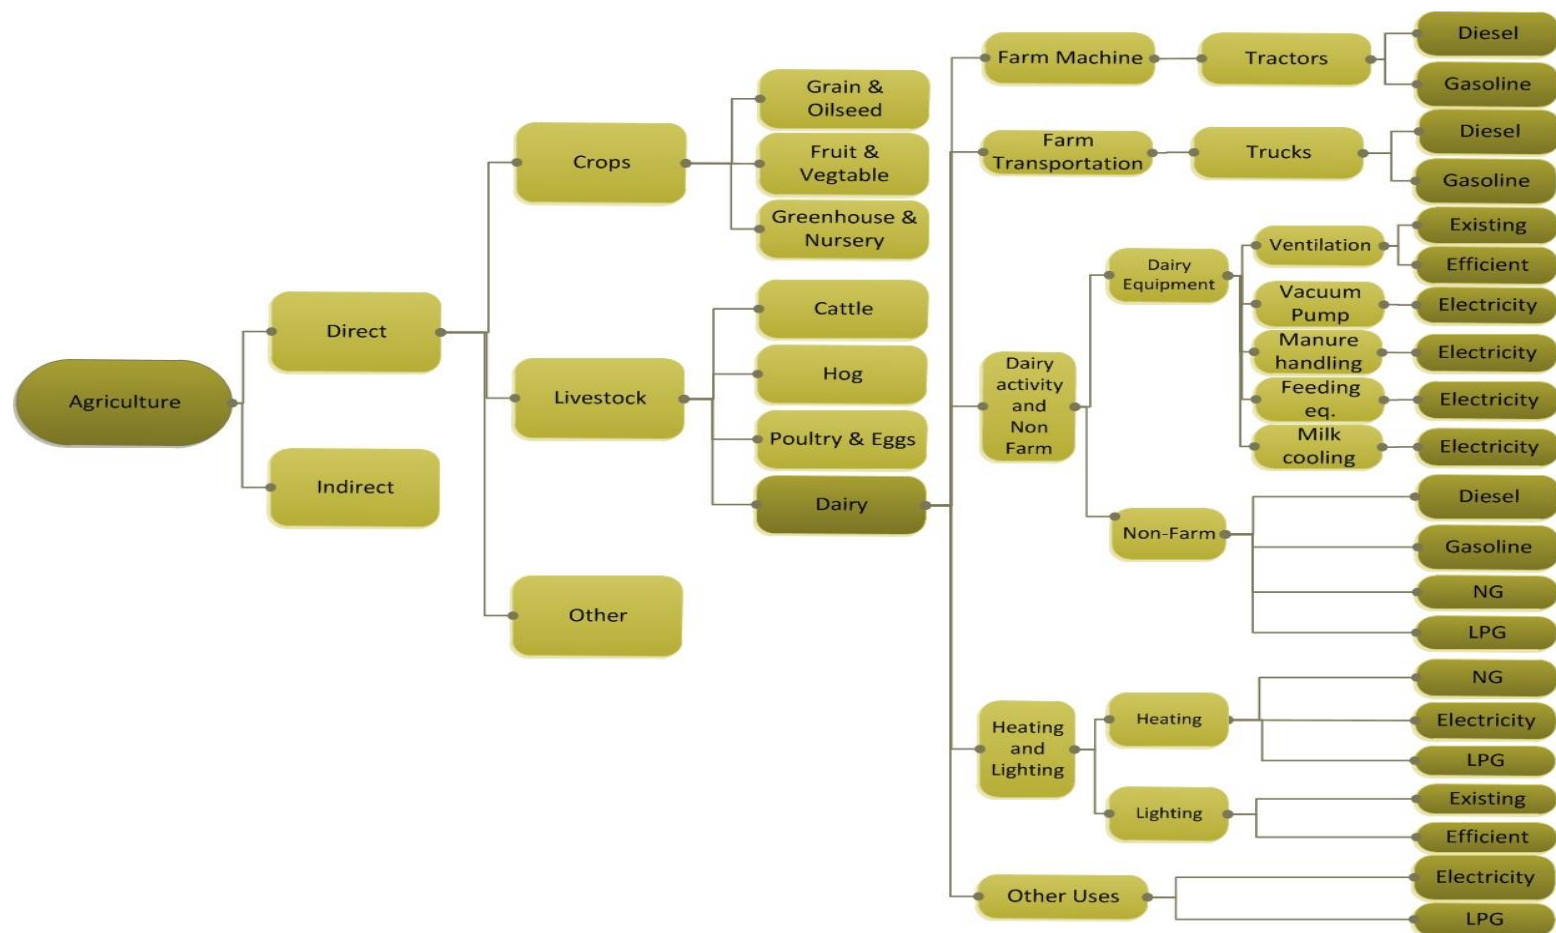 Agriculture
Direct
Indirect
Crops
Livestock
Other
Grain &
Oilseed
Fruit &
Vegtable
Greenhouse &
Nursery
Cattle
Hog
Poultry & Eggs
Dairy
Farm Machine
Tractors
Diesel
Gasoline
Farm
Transportation
Trucks
Diesel
Gasoline
Dairy
activity
and
Non
Farm
Dairy
Equipment
Ventilation
Existing
Efficient
Vacuum
Pump
Electricity
Manure
handling
Electricity
Feeding
eq.
Electricity
Milk
cooling
Electricity
Non-Farm
Diesel
Gasoline
NG
LPG
Heating
and
Lighting
Heating
NG
Electricity
LPG
Lighting
Existing
Efficient
Other Uses
Electricity
LPG